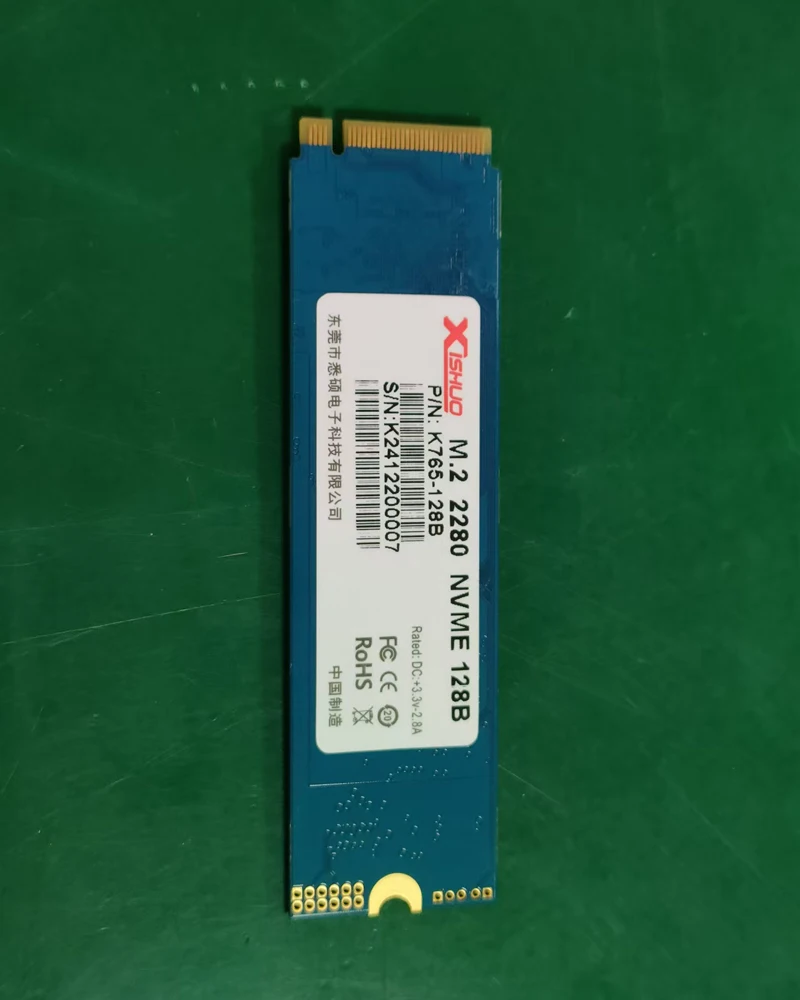 XISHUO M.2 2280 NVME 128B
P/N: K765-128B
S/N:K2412200007
Rated: DC:+3.3v-2.8A
FC CE 20
RoHS
东莞市悉硕电子科技有限公司
中国制造